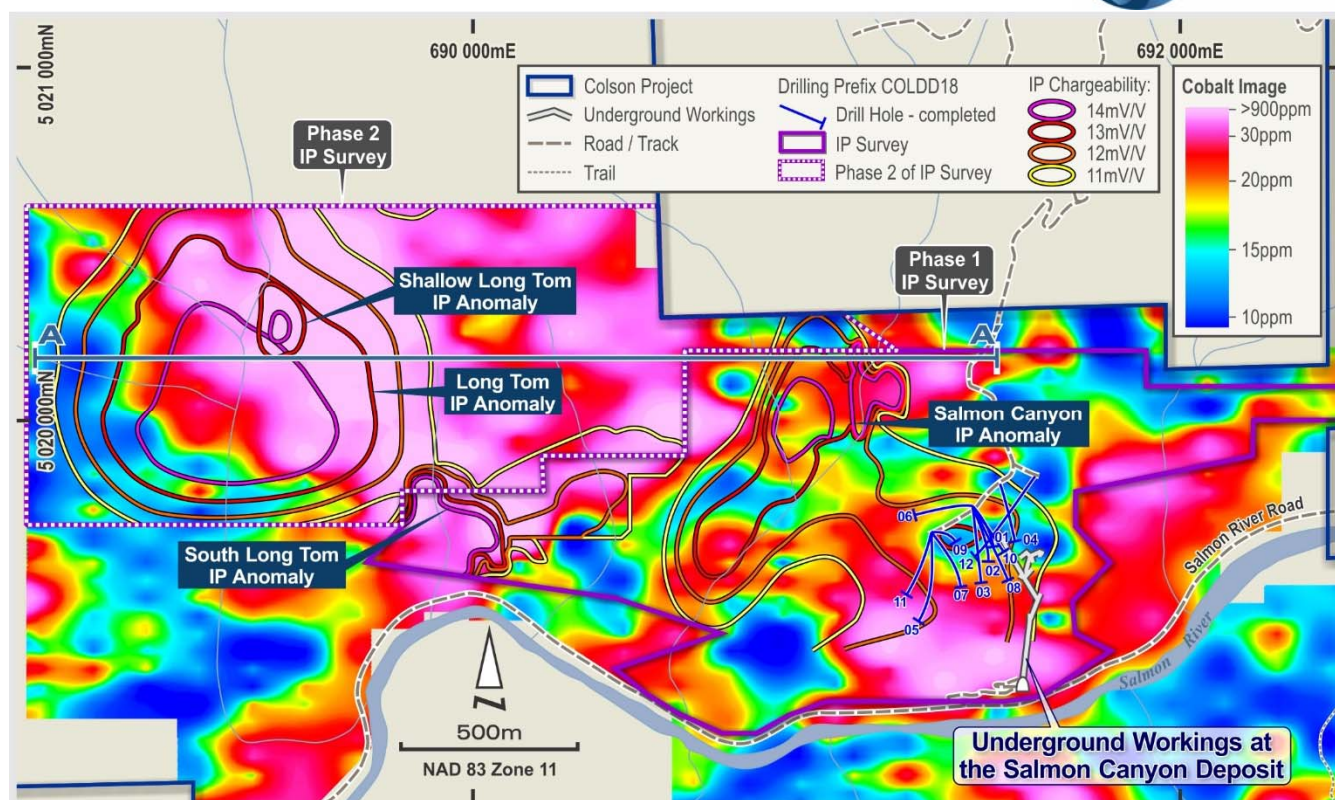 690 000mE
692 000mE
5 021 000mN
5 020 000mN
Colson Project
Underground Workings
Road / Track
Trail
Drilling Prefix COLDD18
Drill Hole - completed
IP Survey
Phase 2 of IP Survey
IP Chargeability:
14mV/V
13mV/V
12mV/V
11mV/V
Cobalt Image
>900ppm
30ppm
20ppm
15ppm
10ppm
Phase 2
IP Survey
Phase 1
IP Survey
Shallow Long Tom
IP Anomaly
A
A
Long Tom
IP Anomaly
Salmon Canyon
IP Anomaly
South Long Tom
IP Anomaly
06
01
04
09
12
02
10
11
07
03
08
05
Salmon River Road
Salmon River
N
500m
NAD 83 Zone 11
Underground Workings at
the Salmon Canyon Deposit